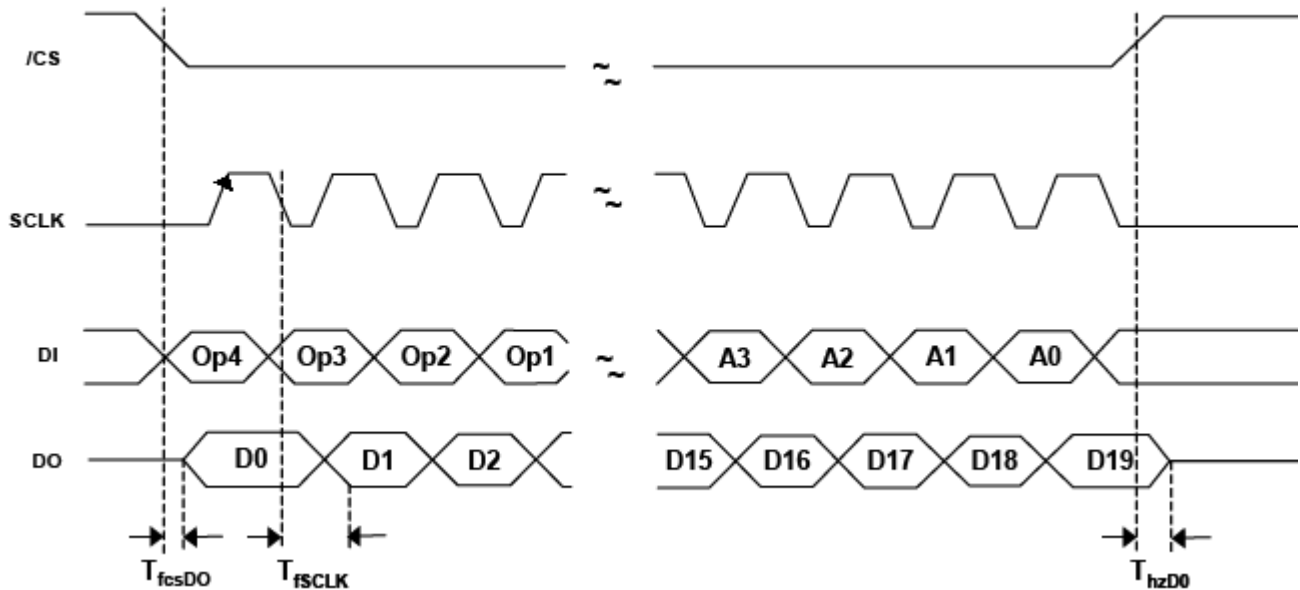 /CS ~ ~
SCLK ~ ~
DI Op4 Op3 Op2 Op1 ~ ~ A3 A2 A1 A0
DO D0 D1 D2 D15 D16 D17 D18 D19
TfcsDO TfSCLK ThzD0